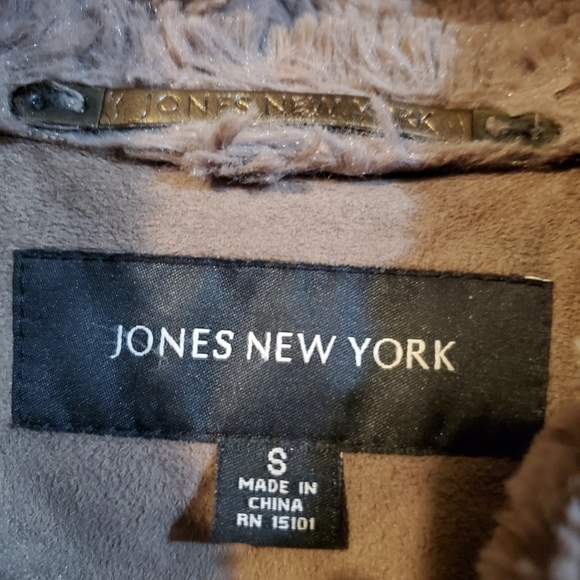 JONES NEW YORK
JONES NEW YORK
S
MADE IN
CHINA
RN 15101